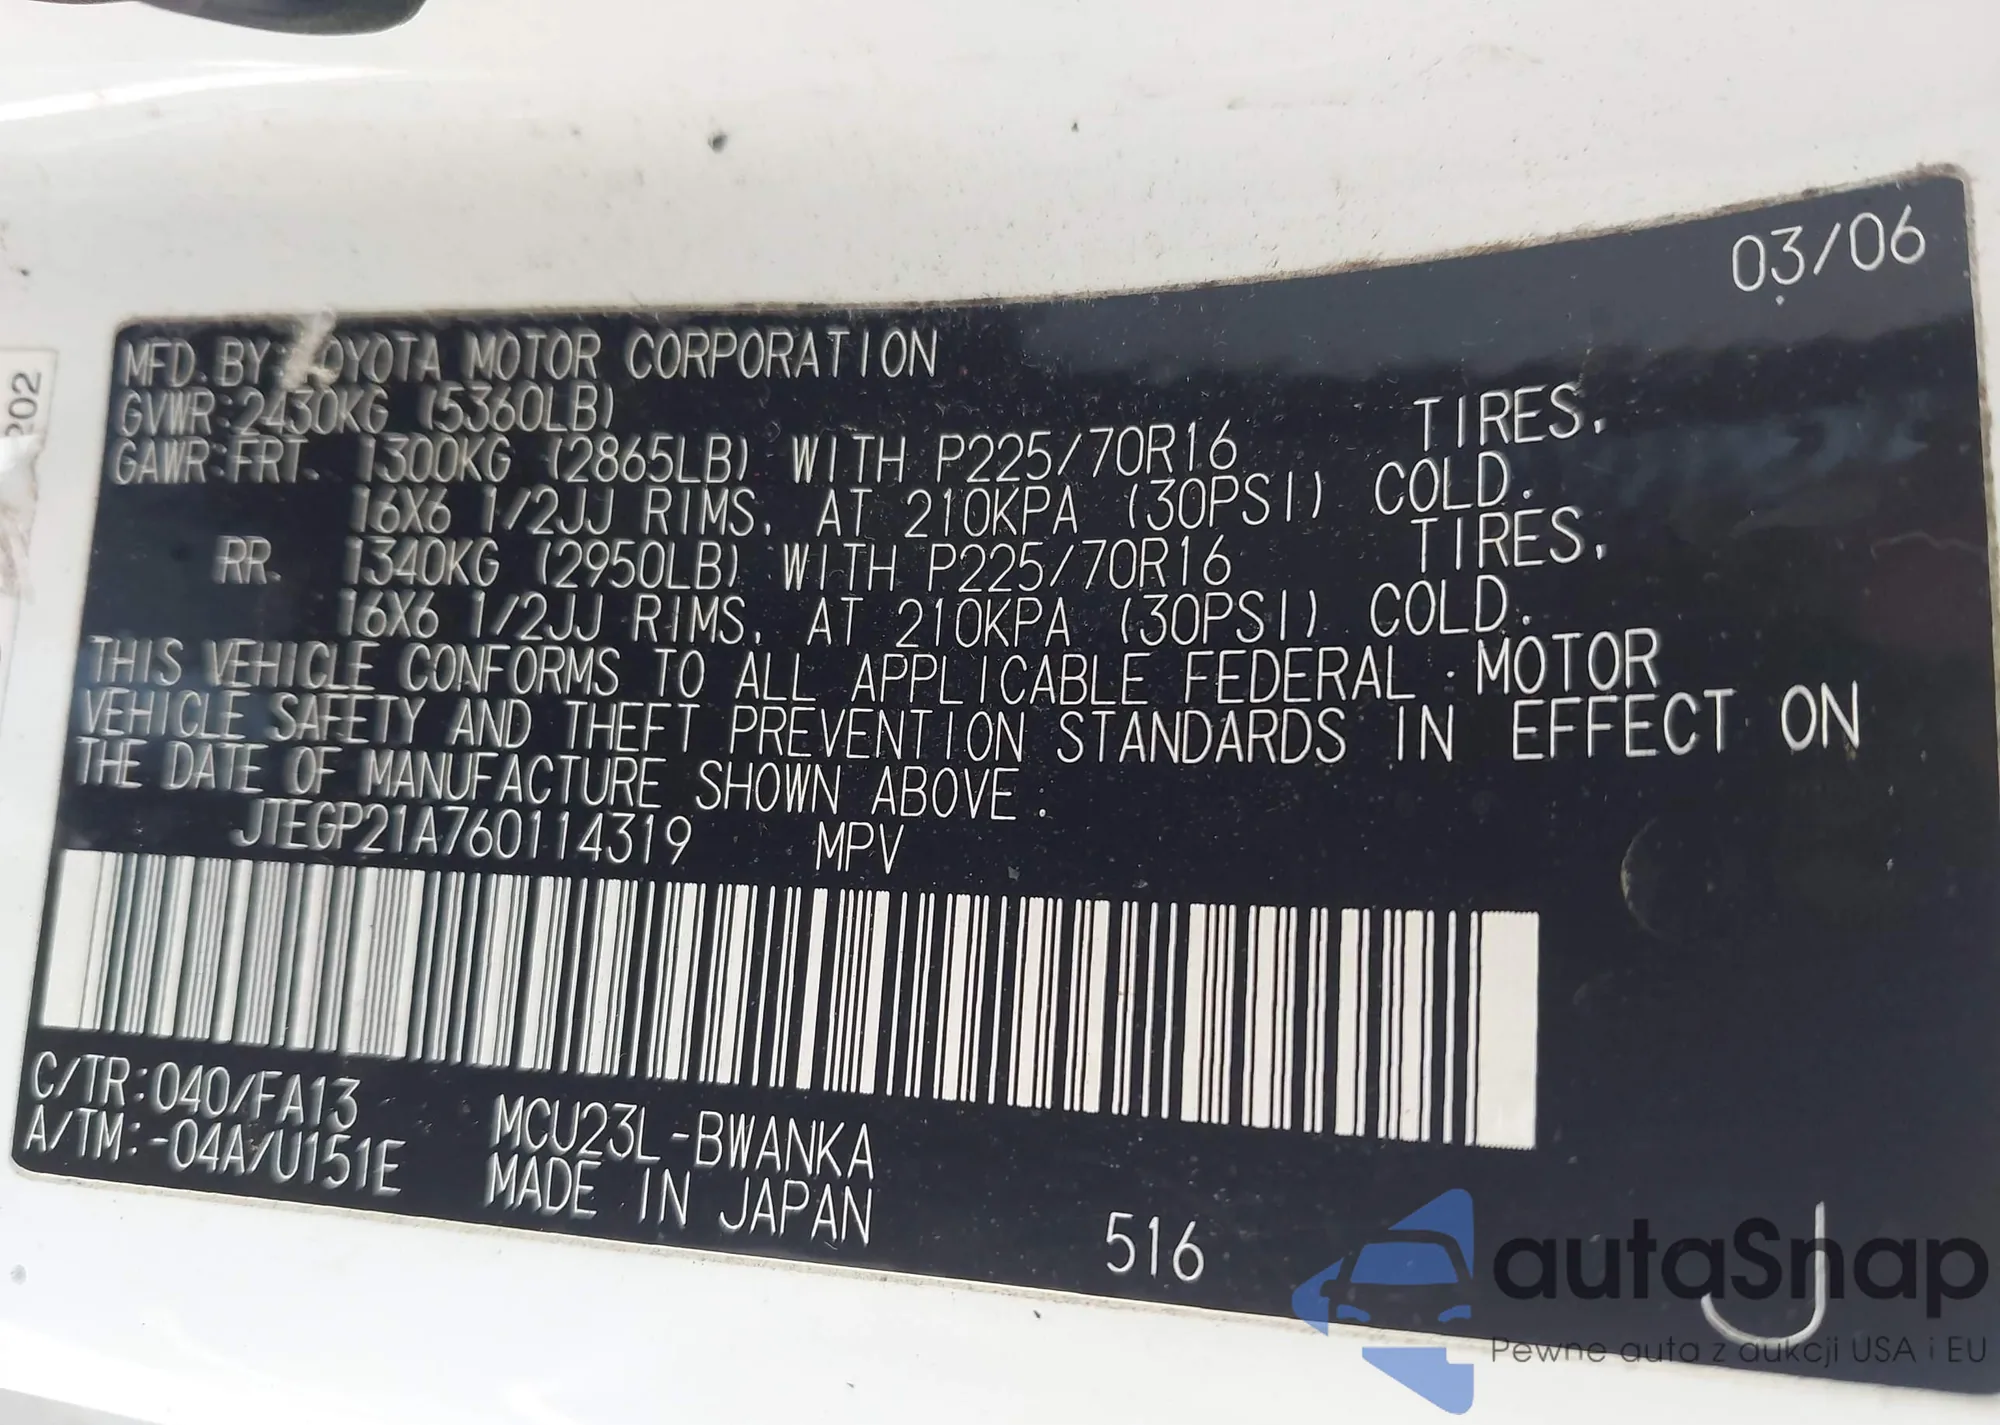 202
03/06
MFD. BY: TOYOTA MOTOR CORPORATION
GVWR:2430KG (5360LB)
GAWR:FRT. 1300KG (2865LB) WITH P225/70R16 TIRES,
16X6 1/2JJ RIMS, AT 210KPA (30PSI) COLD.
RR. 1340KG (2950LB) WITH P225/70R16 TIRES,
16X6 1/2JJ RIMS, AT 210KPA (30PSI) COLD.
THIS VEHICLE CONFORMS TO ALL APPLICABLE FEDERAL MOTOR
VEHICLE SAFETY AND THEFT PREVENTION STANDARDS IN EFFECT ON
THE DATE OF MANUFACTURE SHOWN ABOVE.
JTEGP21A760114319 MPV
C/TR:040/FA13
A/TM:-04A/U151E
MCU23L-BWANKA
MADE IN JAPAN
516
J
autaSnap
Pewne auta z aukcji USA i EU